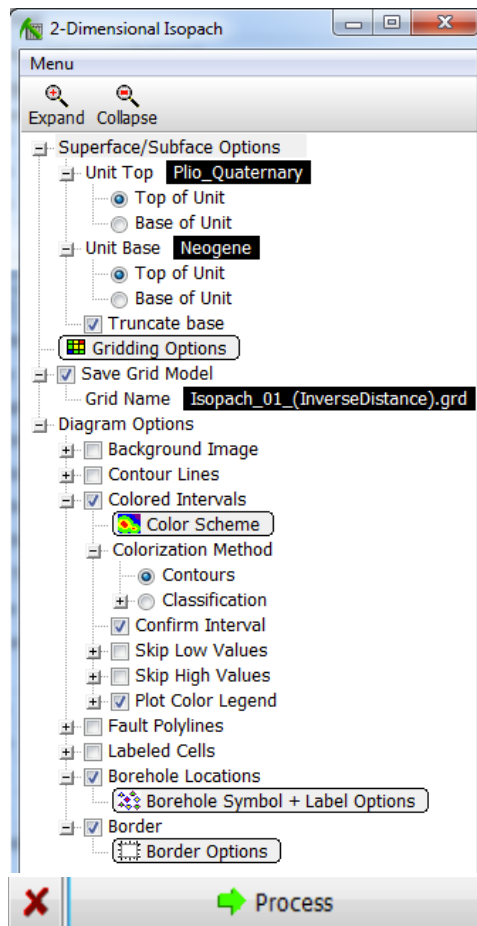 2-Dimensional Isopach
Menu
Expand Collapse
Superface/Subface Options
Unit Top Plio_Quaternary
Top of Unit
Base of Unit
Unit Base Neogene
Top of Unit
Base of Unit
Truncate base
Gridding Options
Save Grid Model
Grid Name Isopach_01_(InverseDistance).grd
Diagram Options
Background Image
Contour Lines
Colored Intervals
Color Scheme
Colorization Method
Contours
Classification
Confirm Interval
Skip Low Values
Skip High Values
Plot Color Legend
Fault Polylines
Labeled Cells
Borehole Locations
Borehole Symbol + Label Options
Border
Border Options
Process